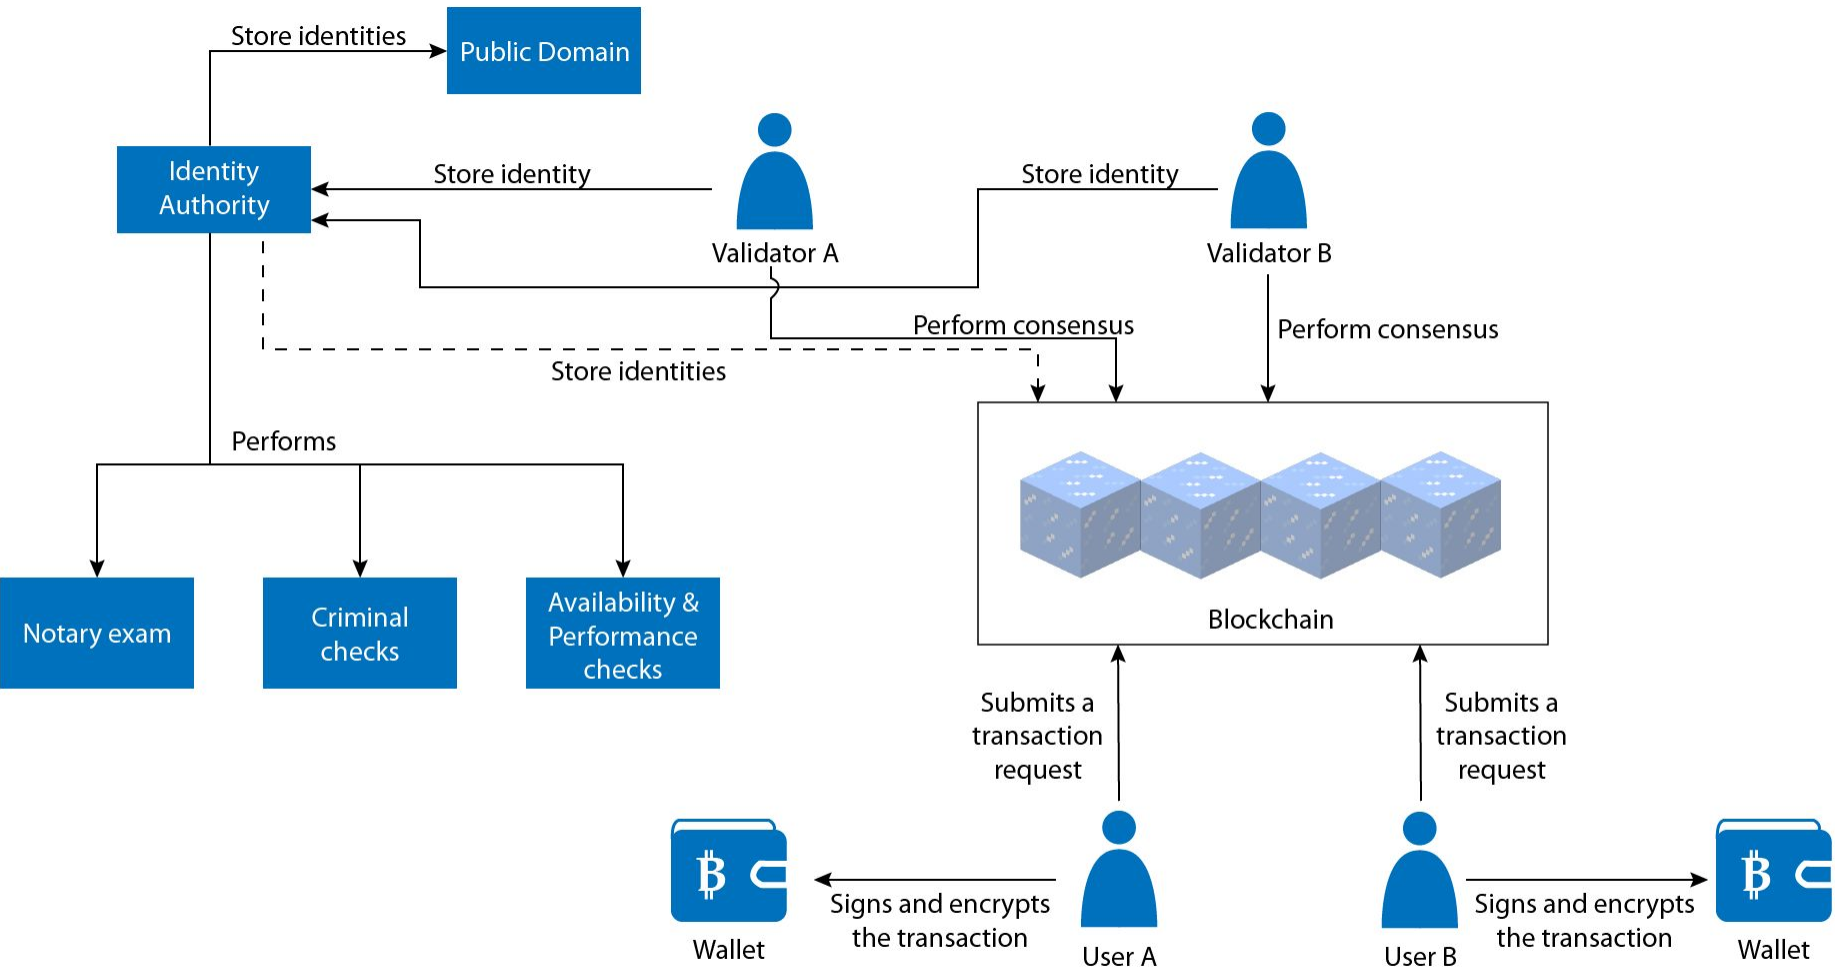 Store identities
Public Domain
Identity
Authority
Store identity
Store identity
Validator A
Validator B
Perform consensus
Perform consensus
Store identities
Performs
Notary exam
Criminal
checks
Availability &
Performance
checks
Blockchain
Submits a
transaction
request
Submits a
transaction
request
Signs and encrypts
the transaction
Signs and encrypts
the transaction
Wallet
User A
User B
Wallet